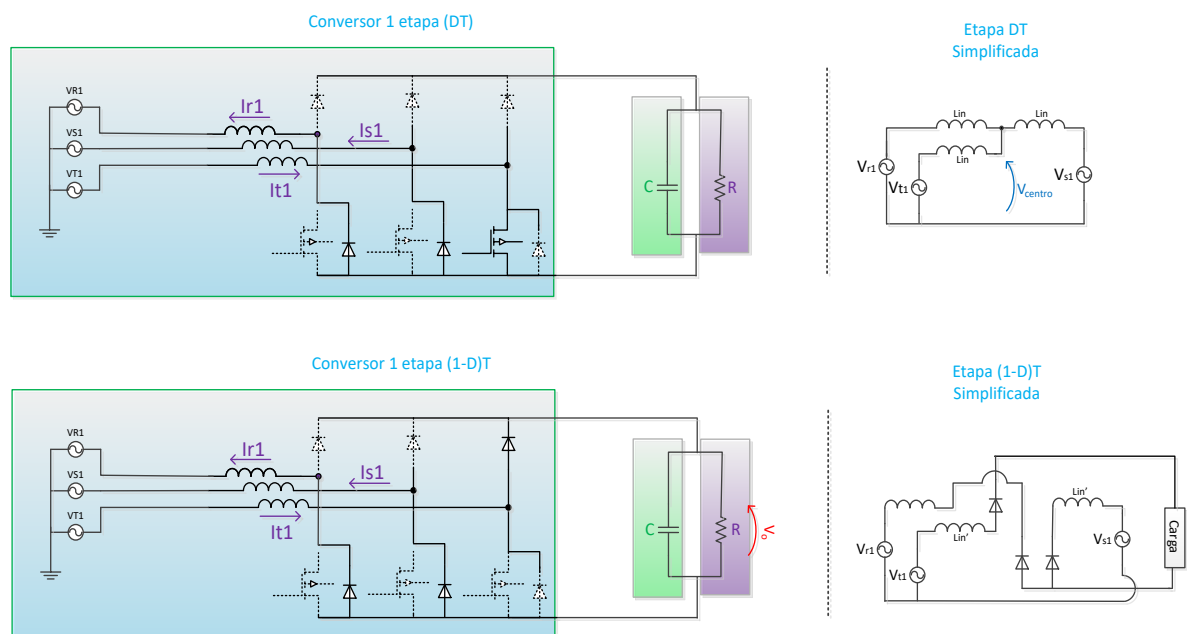 Conversor 1 etapa (DT)
Etapa DT
Simplificada
VR1
Ir1
VS1
Is1
VT1
It1
C
R
Lin
Lin
Lin
Vr1
Vt1
Vcentro
Vs1
Conversor 1 etapa (1-D)T
Etapa (1-D)T
Simplificada
VR1
Ir1
VS1
Is1
VT1
It1
C
R
Vo
Lin'
Lin'
Vr1
Vt1
Vs1
Carga